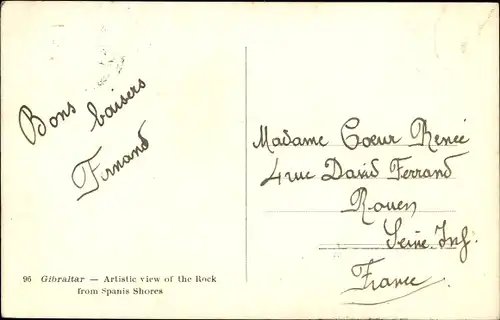 Bons
baisers
Fernand
Madame Cœur Renée
4 rue David Ferrand
Rouen
Seine. Inf.
France
96 Gibraltar — Artistic view of the Rock
from Spanis Shores